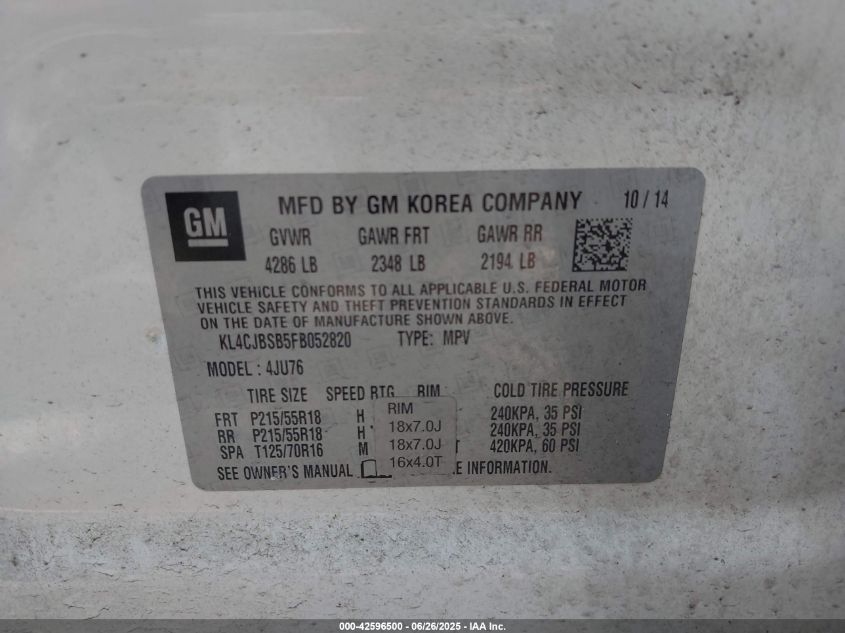 GM
MFD BY GM KOREA COMPANY 10/14
GVWR GAWR FRT GAWR RR
4286 LB 2348 LB 2194 LB
THIS VEHICLE CONFORMS TO ALL APPLICABLE U.S. FEDERAL MOTOR
VEHICLE SAFETY AND THEFT PREVENTION STANDARDS IN EFFECT
ON THE DATE OF MANUFACTURE SHOWN ABOVE.
KL4CJBSB5FB052820 TYPE: MPV
MODEL: 4JU76
TIRE SIZE SPEED RTG RIM COLD TIRE PRESSURE
RIM
FRT P215/55R18 H 18x7.0J 240KPA, 35 PSI
RR P215/55R18 H 18x7.0J 240KPA, 35 PSI
SPA T125/70R16 M 16x4.0T T 420KPA, 60 PSI
SEE OWNER'S MANUAL E INFORMATION.
000-42596500 - 06/26/2025 - IAA Inc.